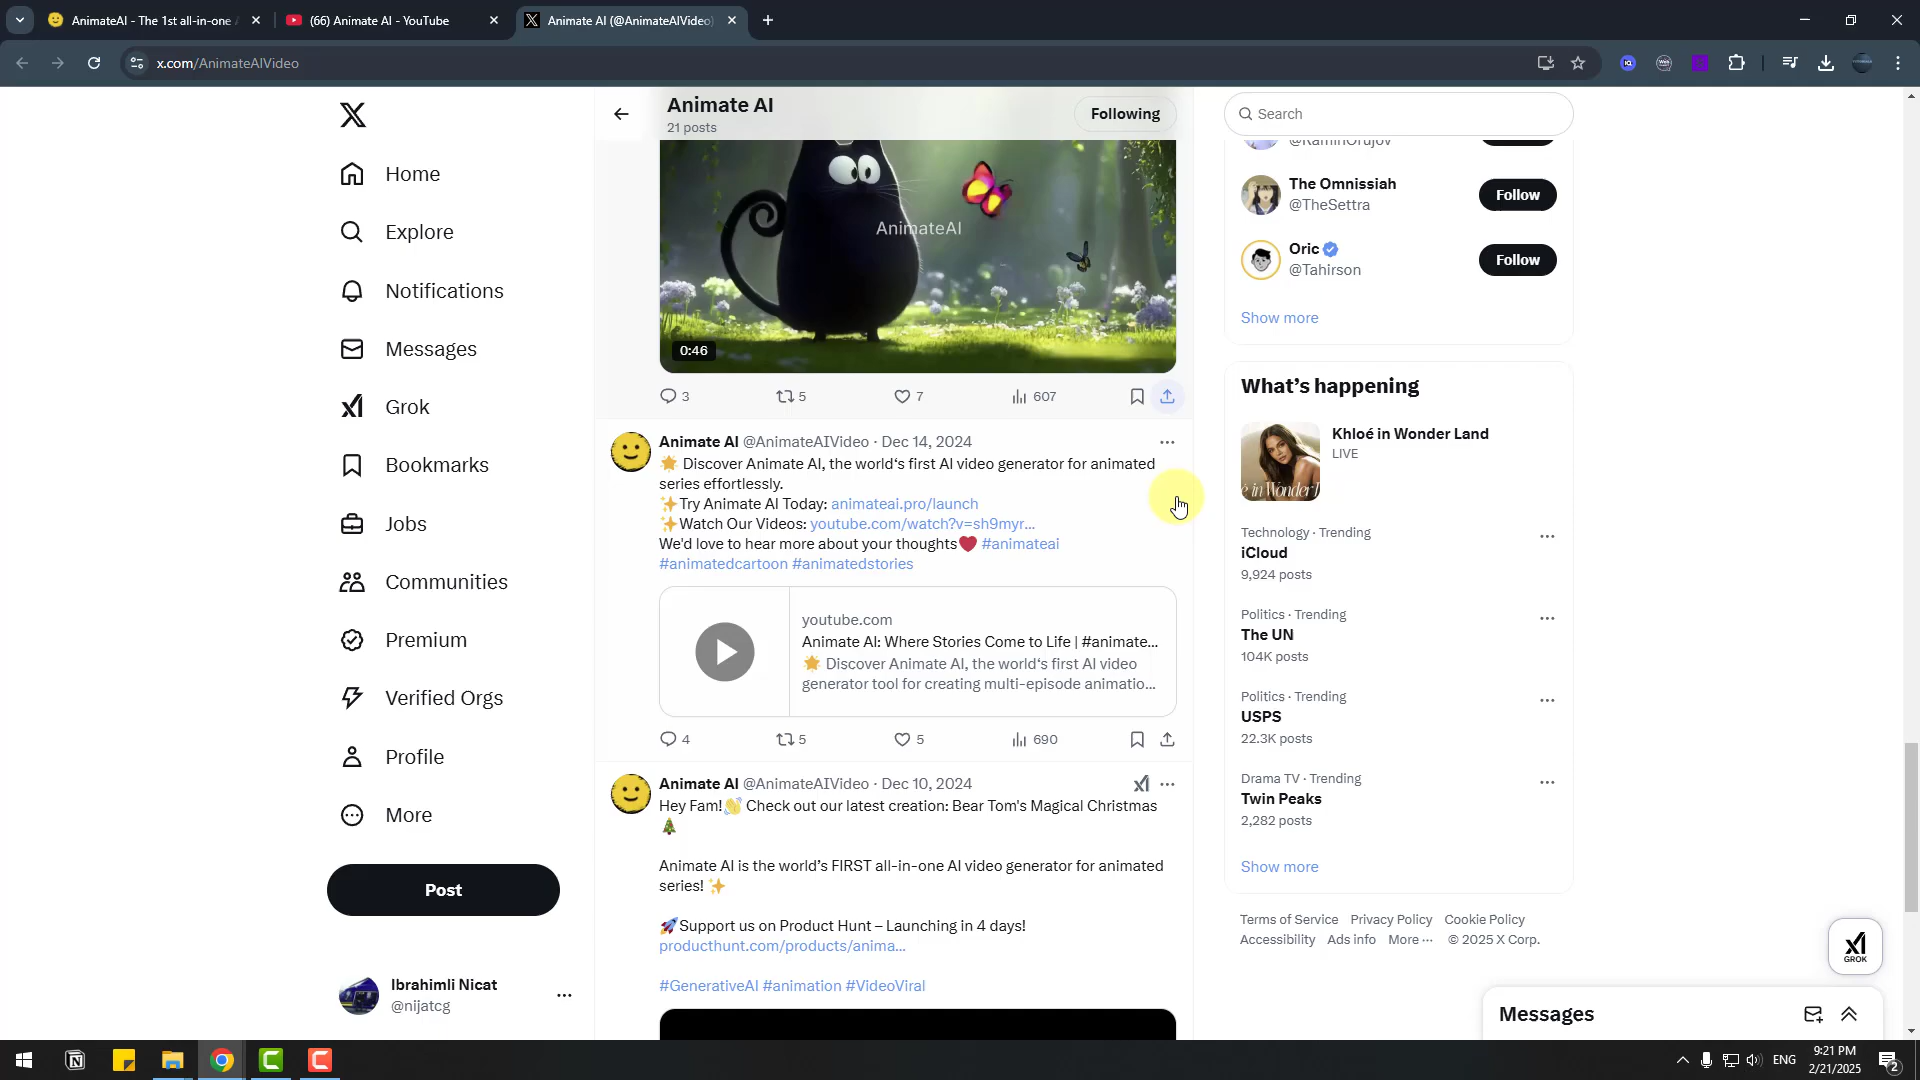 AnimateAI - The 1st all-in-one
(66) Animate AI - YouTube
Animate AI (@AnimateAIVideo)
x.com/AnimateAIVideo
Home
Explore
Notifications
Messages
Grok
Bookmarks
Jobs
Communities
Premium
Verified Orgs
Profile
More
Post
Ibrahimli Nicat
@nijatcg
Animate AI
21 posts
Following
AnimateAI
0:46
3
5
7
607
Animate AI @AnimateAIVideo · Dec 14, 2024
🌟 Discover Animate AI, the world's first AI video generator for animated
series effortlessly.
✨Try Animate AI Today: animateai.pro/launch
✨Watch Our Videos: youtube.com/watch?v=sh9myr...
We'd love to hear more about your thoughts❤️ #animateai
#animatedcartoon #animatedstories
youtube.com
Animate AI: Where Stories Come to Life | #animate...
🌟 Discover Animate AI, the world's first AI video
generator tool for creating multi-episode animatio...
4
5
5
690
Animate AI @AnimateAIVideo · Dec 10, 2024
Hey Fam!👋 Check out our latest creation: Bear Tom's Magical Christmas
🎄
Animate AI is the world's FIRST all-in-one AI video generator for animated
series! ✨
🚀Support us on Product Hunt – Launching in 4 days!
producthunt.com/products/anima...
#GenerativeAI #animation #VideoViral
Search
@RaminOrujov
The Omnissiah
@TheSettra
Follow
Oric
@Tahirson
Follow
Show more
What's happening
Khloé in Wonder Land
LIVE
Technology · Trending
iCloud
9,924 posts
Politics · Trending
The UN
104K posts
Politics · Trending
USPS
22.3K posts
Drama TV · Trending
Twin Peaks
2,282 posts
Show more
Terms of Service Privacy Policy Cookie Policy
Accessibility Ads info More ··· © 2025 X Corp.
GROK
Messages
ENG
9:21 PM
2/21/2025
2